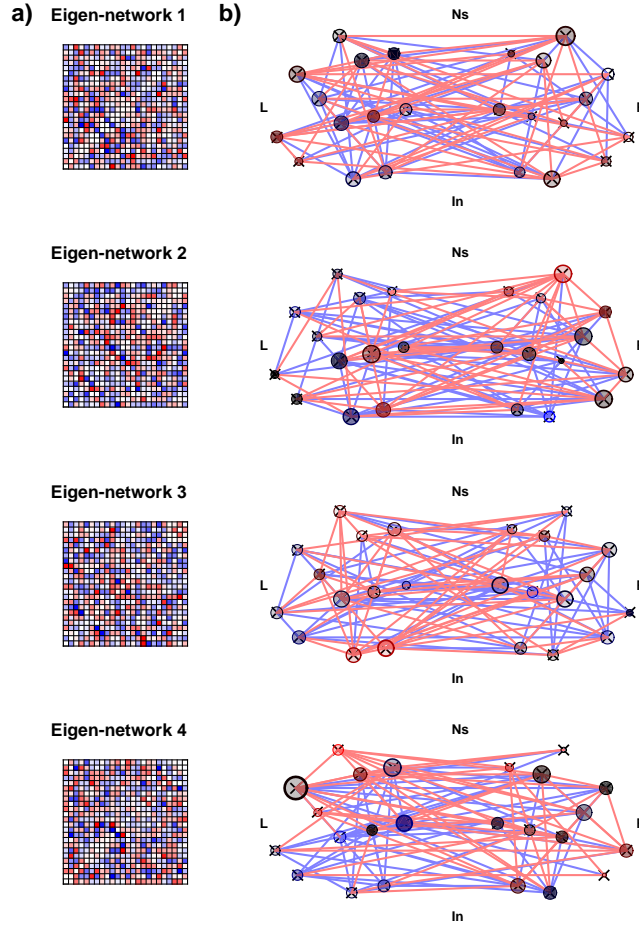 a) Eigen-network 1 b)
Ns
L
In
Eigen-network 2
Ns
L
In
Eigen-network 3
Ns
L
In
Eigen-network 4
Ns
L
In